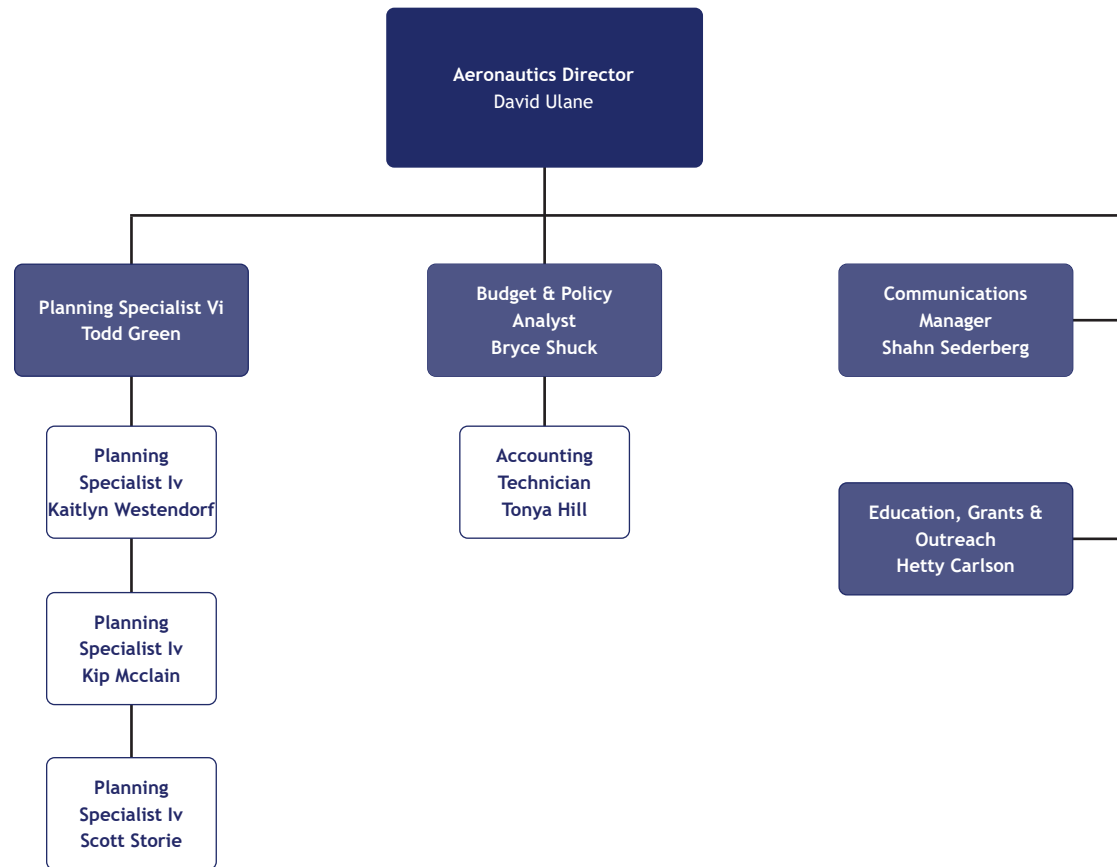 Aeronautics Director
David Ulane
Planning Specialist Vi
Todd Green
Budget & Policy
Analyst
Bryce Shuck
Communications
Manager
Shahn Sederberg
Planning
Specialist Iv
Kaitlyn Westendorf
Accounting
Technician
Tonya Hill
Education, Grants &
Outreach
Hetty Carlson
Planning
Specialist Iv
Kip Mcclain
Planning
Specialist Iv
Scott Storie